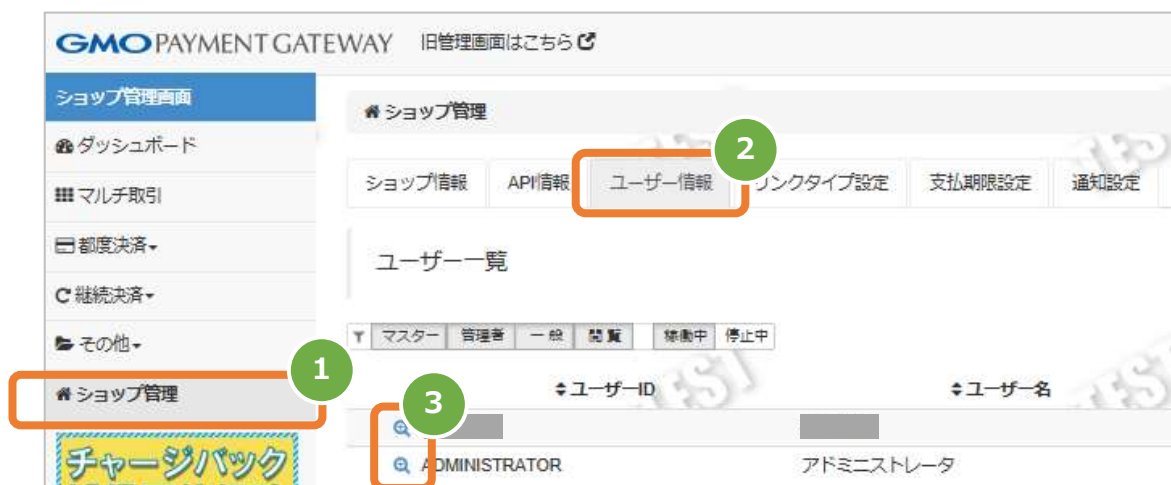 GMO PAYMENT GATEWAY 旧管理画面はこちら
ショップ管理画面
ショップ管理
ダッシュボード
2
ショップ情報 API情報 ユーザー情報 リンクタイプ設定 支払期限設定 通知設定
マルチ取引
都度決済
ユーザー一覧
継続決済
マスター 管理者 一般 閲覧 稼働中 停止中
その他
1
ショップ管理
ユーザーID ユーザー名
3
チャージバック
ADMINISTRATOR アドミニストレータ
TEST
TEST
TEST
TEST